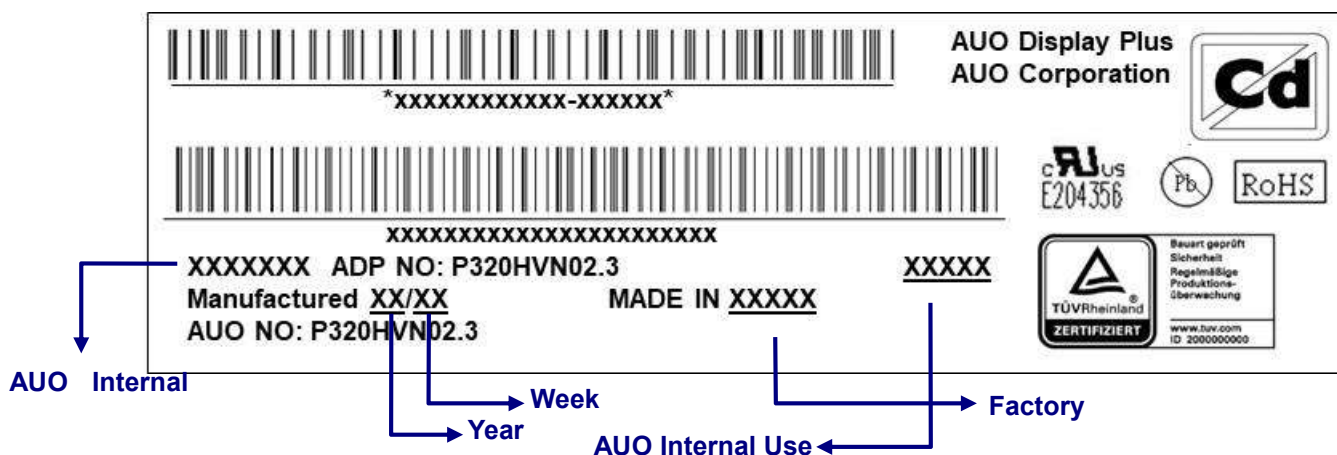 AUO Display Plus
AUO Corporation
Cd
*xxxxxxxxxxxx-xxxxxx*
c RU us
E204356
Pb
RoHS
xxxxxxxxxxxxxxxxxxxxxxx
XXXXXXX ADP NO: P320HVN02.3 XXXXX
Manufactured XX/XX MADE IN XXXXX
AUO NO: P320HVN02.3
TÜVRheinland®
ZERTIFIZIERT
Bauart geprüft
Sicherheit
Regelmäßige
Produktions-
überwachung
www.tuv.com
ID 2000000000
AUO Internal
Week
Year
Factory
AUO Internal Use